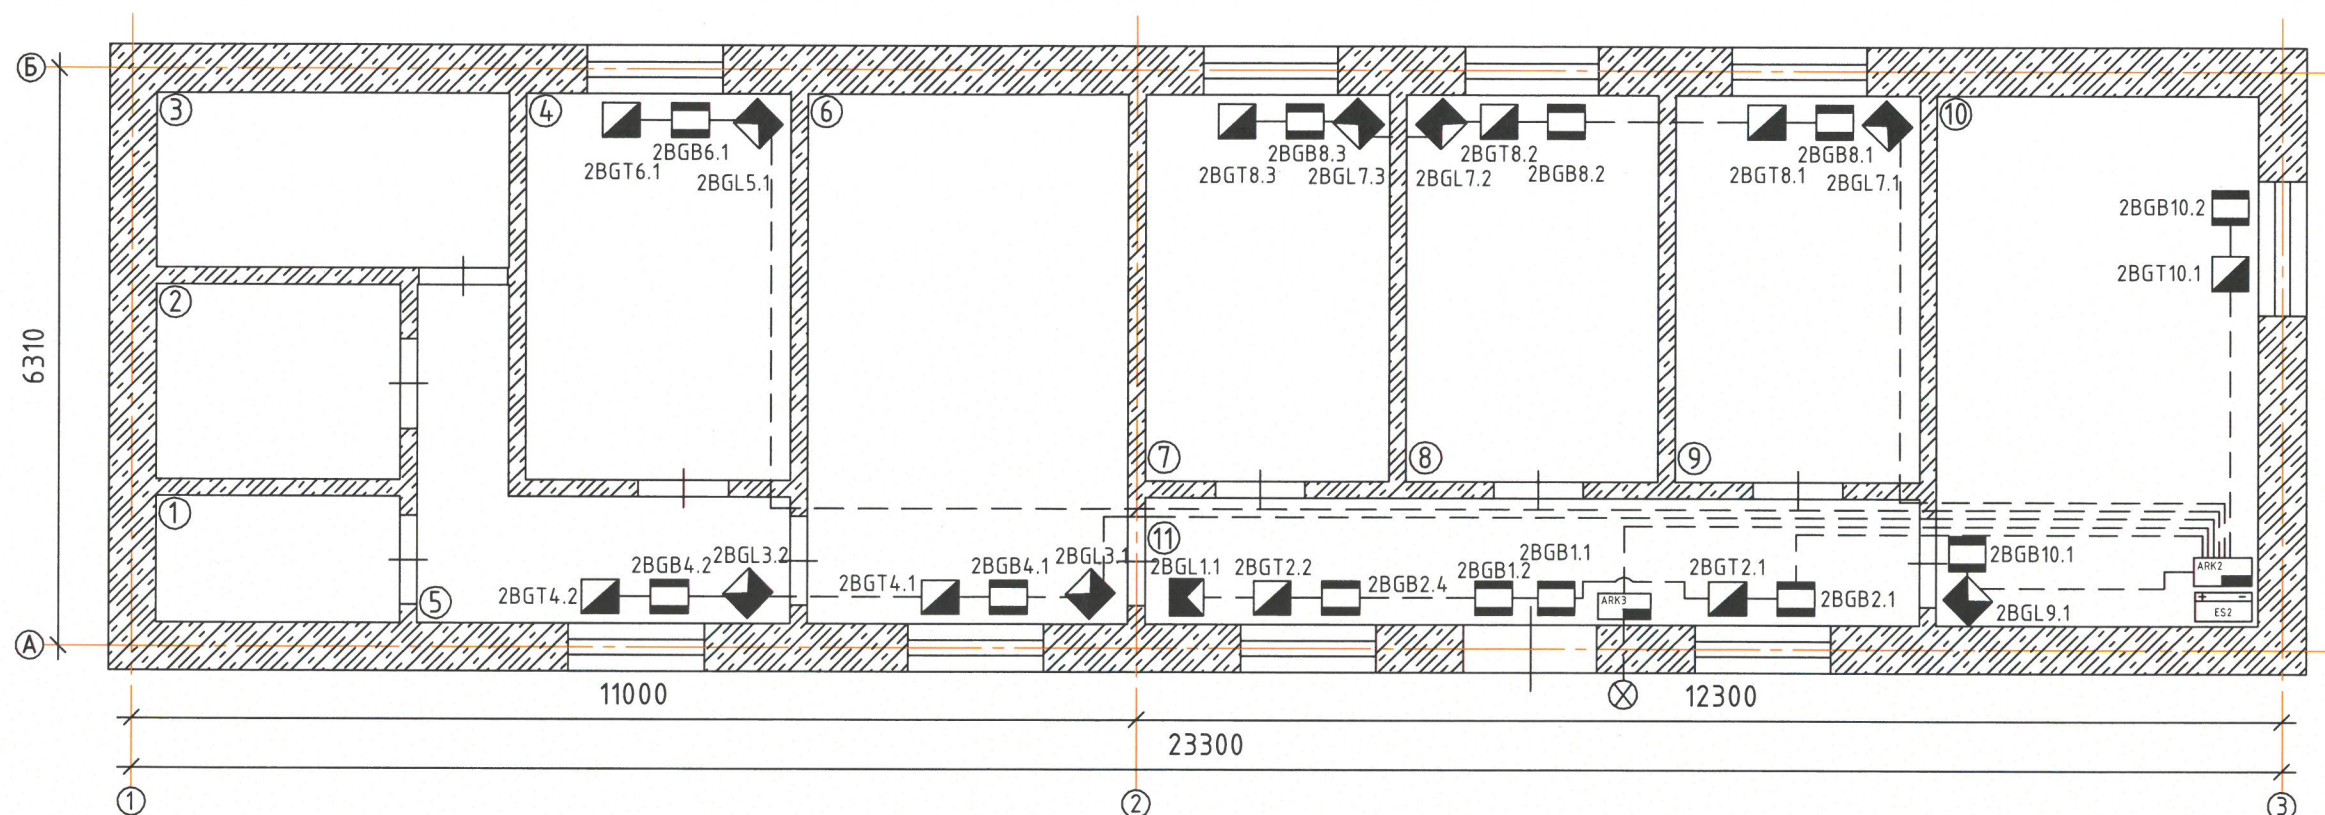 Б
3
4
6
10
2BGB6.1
2BGT6.1
2BGL5.1
2BGB8.3
2BGT8.3
2BGL7.3
2BGT8.2
2BGL7.2
2BGB8.2
2BGB8.1
2BGT8.1
2BGL7.1
2BGB10.2
2BGT10.1
2
6310
7
8
9
1
11
2BGT4.2
2BGB4.2
2BGL3.2
2BGT4.1
2BGB4.1
2BGL3.1
2BGL1.1
2BGT2.2
2BGB2.4
2BGB1.2
2BGB1.1
ARK3
2BGT2.1
2BGB2.1
2BGB10.1
2BGL9.1
ARK2
+ −
ES2
5
А
11000
12300
23300
1
2
3